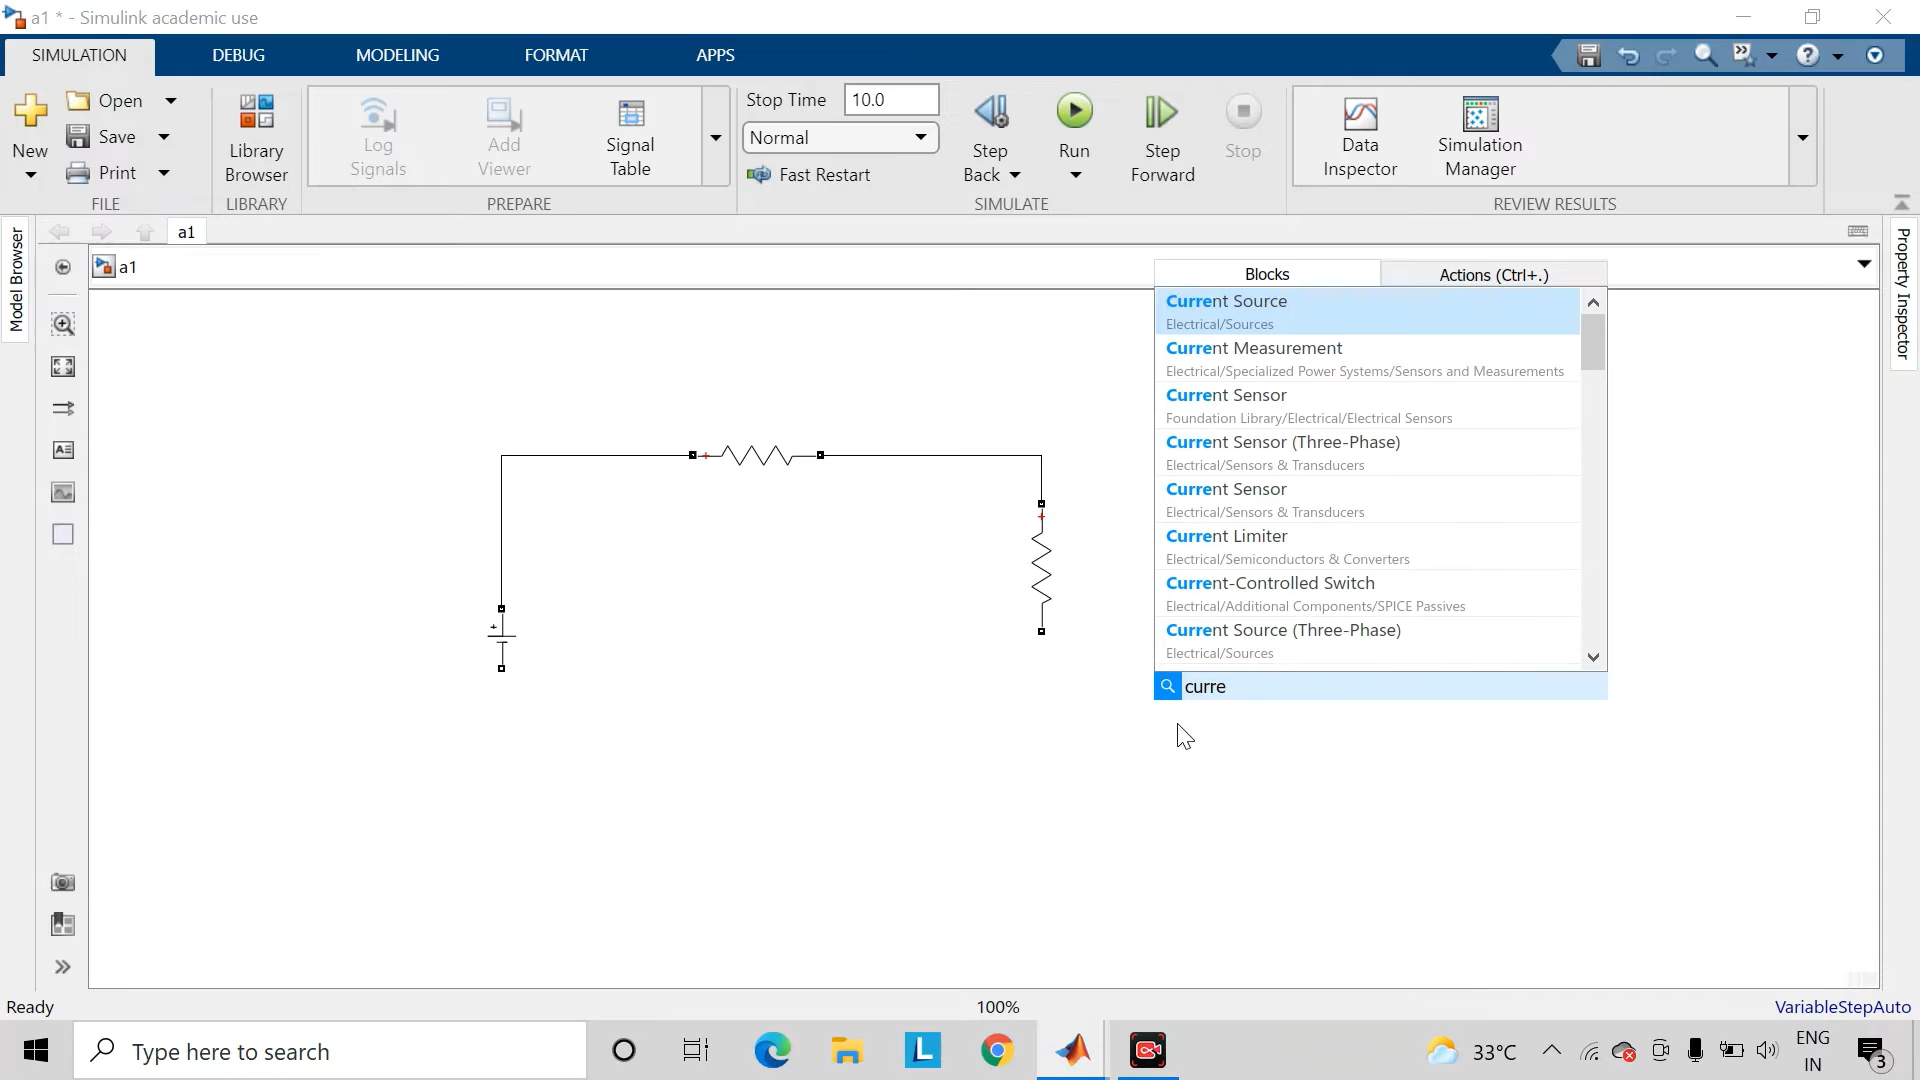 a1 * - Simulink academic use
SIMULATION
DEBUG
MODELING
FORMAT
APPS
New
Open
Save
Print
FILE
Library
Browser
LIBRARY
Log
Signals
Add
Viewer
Signal
Table
PREPARE
Stop Time
10.0
Normal
Fast Restart
Step
Back
Run
Step
Forward
Stop
SIMULATE
Data
Inspector
Simulation
Manager
REVIEW RESULTS
Model Browser
a1
a1
Property Inspector
Blocks
Actions (Ctrl+.)
Current Source
Electrical/Sources
Current Measurement
Electrical/Specialized Power Systems/Sensors and Measurements
Current Sensor
Foundation Library/Electrical/Electrical Sensors
Current Sensor (Three-Phase)
Electrical/Sensors & Transducers
Current Sensor
Electrical/Sensors & Transducers
Current Limiter
Electrical/Semiconductors & Converters
Current-Controlled Switch
Electrical/Additional Components/SPICE Passives
Current Source (Three-Phase)
Electrical/Sources
curre
Ready
100%
VariableStepAuto
Type here to search
L
33°C
ENG
IN
3